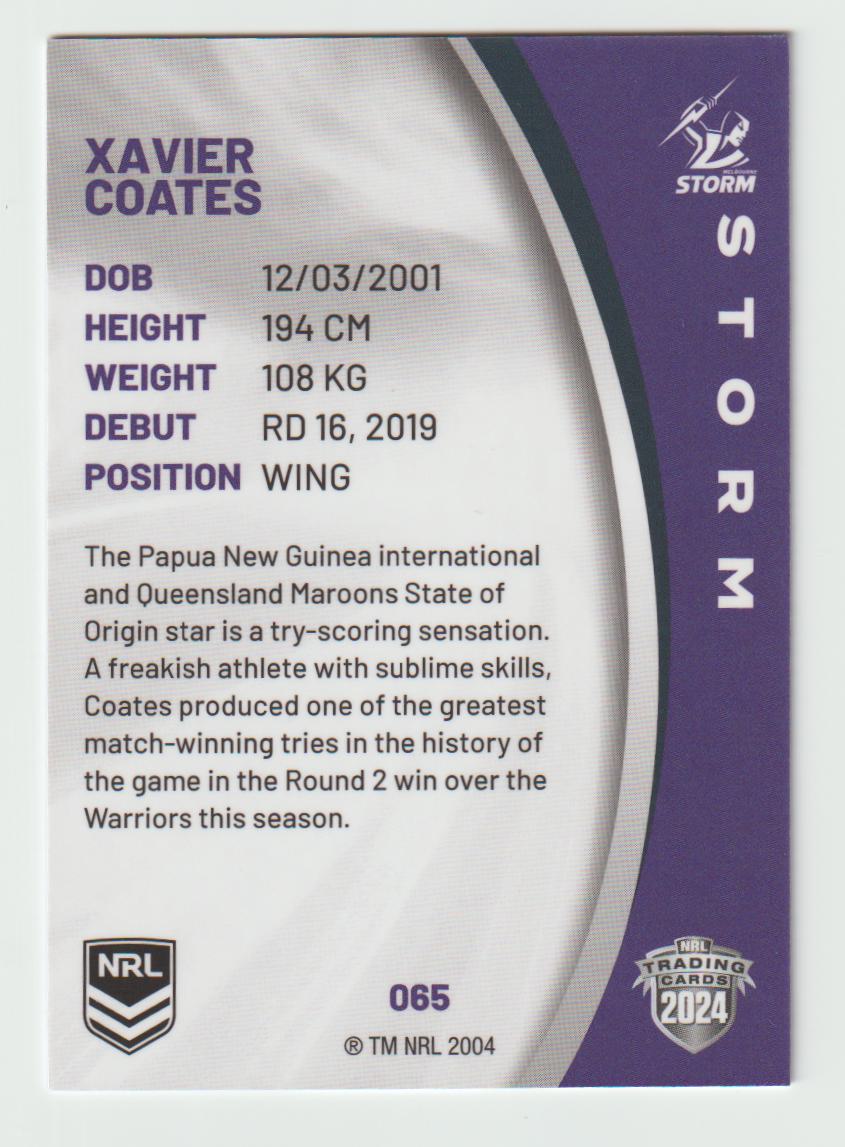 XAVIER
COATES
DOB 12/03/2001
HEIGHT 194 CM
WEIGHT 108 KG
DEBUT RD 16, 2019
POSITION WING
The Papua New Guinea international
and Queensland Maroons State of
Origin star is a try-scoring sensation.
A freakish athlete with sublime skills,
Coates produced one of the greatest
match-winning tries in the history of
the game in the Round 2 win over the
Warriors this season.
NRL
065
® TM NRL 2004
MELBOURNE
STORM
STORM
NRL
TRADING
CARDS
2024